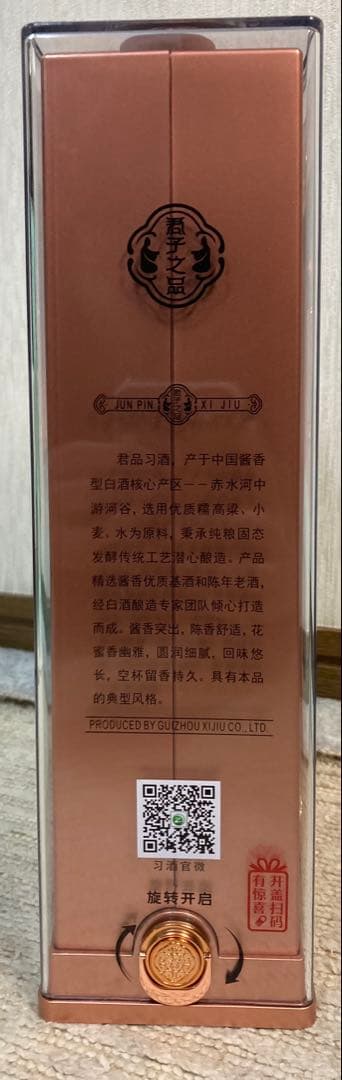 君子之品
JUN PIN 君子之品 XI JIU
君品习酒，产于中国酱香
型白酒核心产区——赤水河中
游河谷，选用优质糯高粱、小
麦、水为原料，秉承纯粮固态
发酵传统工艺潜心酿造。产品
精选酱香优质基酒和陈年老酒，
经白酒酿造专家团队倾心打造
而成。酱香突出，陈香舒适，花
蜜香幽雅，圆润细腻，回味悠
长，空杯留香持久。具有本品
的典型风格。
PRODUCED BY GUIZHOU XIJIU CO., LTD.
习酒官微
旋转开启
开盖扫码
有惊喜